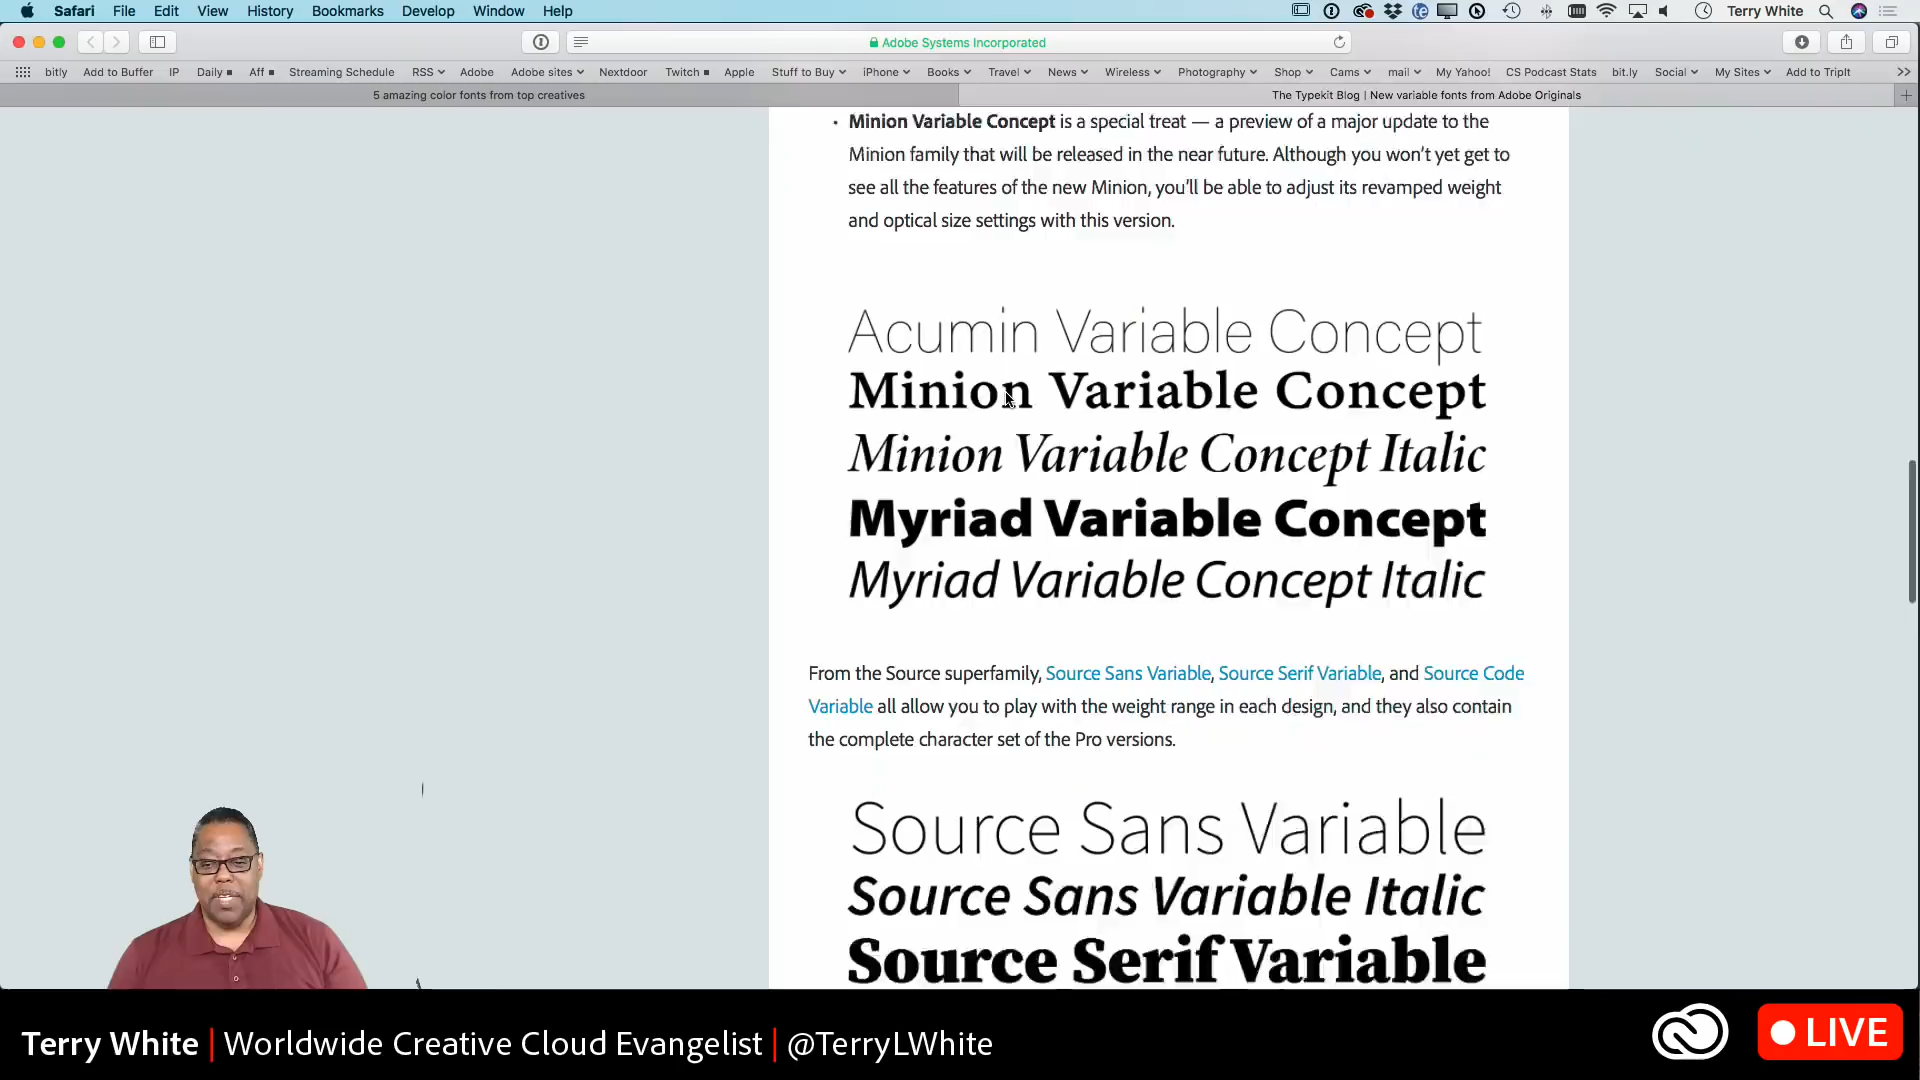 Safari File Edit View History Bookmarks Develop Window Help Terry White
Adobe Systems Incorporated
bitly Add to Buffer IP Daily Aff Streaming Schedule RSS Adobe Adobe sites Nextdoor Twitch Apple Stuff to Buy iPhone Books Travel News Wireless Photography Shop Cams mail My Yahoo! CS Podcast Stats bit.ly Social My Sites Add to TripIt >>
5 amazing color fonts from top creatives The Typekit Blog | New variable fonts from Adobe Originals
• Minion Variable Concept is a special treat — a preview of a major update to the
Minion family that will be released in the near future. Although you won’t yet get to
see all the features of the new Minion, you’ll be able to adjust its revamped weight
and optical size settings with this version.
Acumin Variable Concept
Minion Variable Concept
Minion Variable Concept Italic
Myriad Variable Concept
Myriad Variable Concept Italic
From the Source superfamily, Source Sans Variable, Source Serif Variable, and Source Code
Variable all allow you to play with the weight range in each design, and they also contain
the complete character set of the Pro versions.
Source Sans Variable
Source Sans Variable Italic
Source Serif Variable
Terry White | Worldwide Creative Cloud Evangelist | @TerryLWhite
LIVE